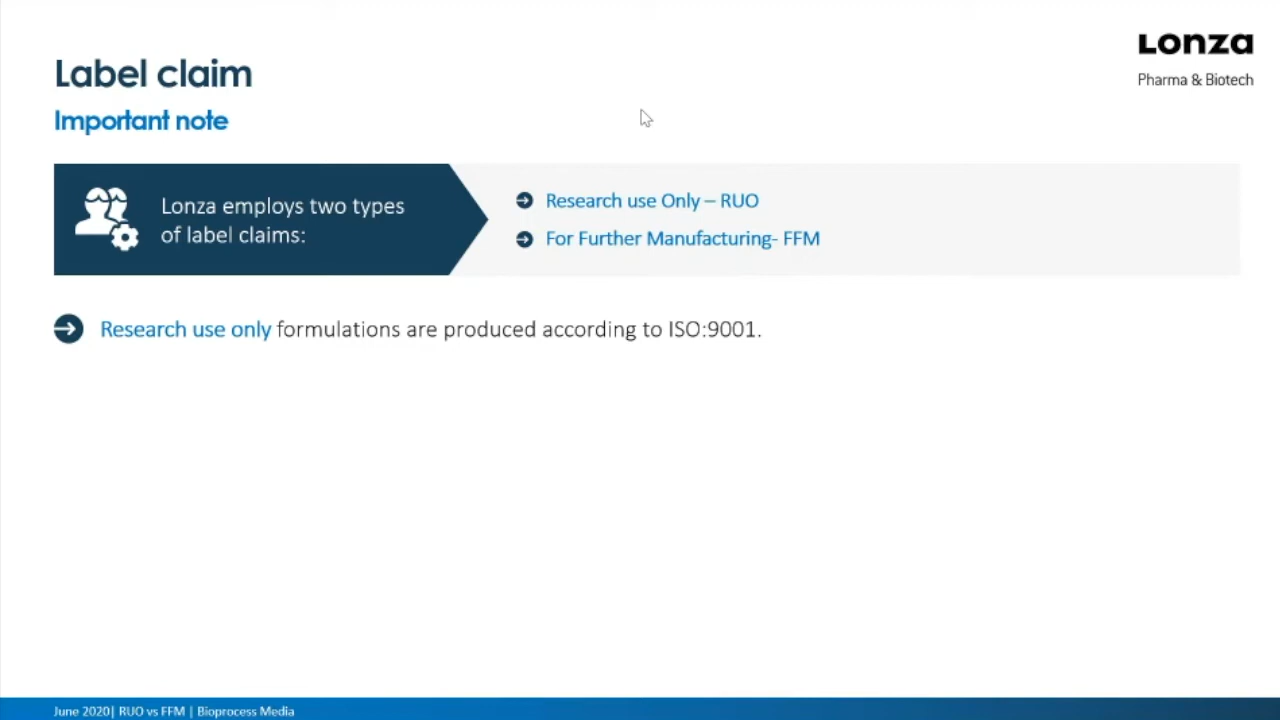 Lonza
Pharma & Biotech
Label claim
Important note
Lonza employs two types
of label claims:
Research use Only – RUO
For Further Manufacturing- FFM
Research use only formulations are produced according to ISO:9001.
June 2020| RUO vs FFM | Bioprocess Media